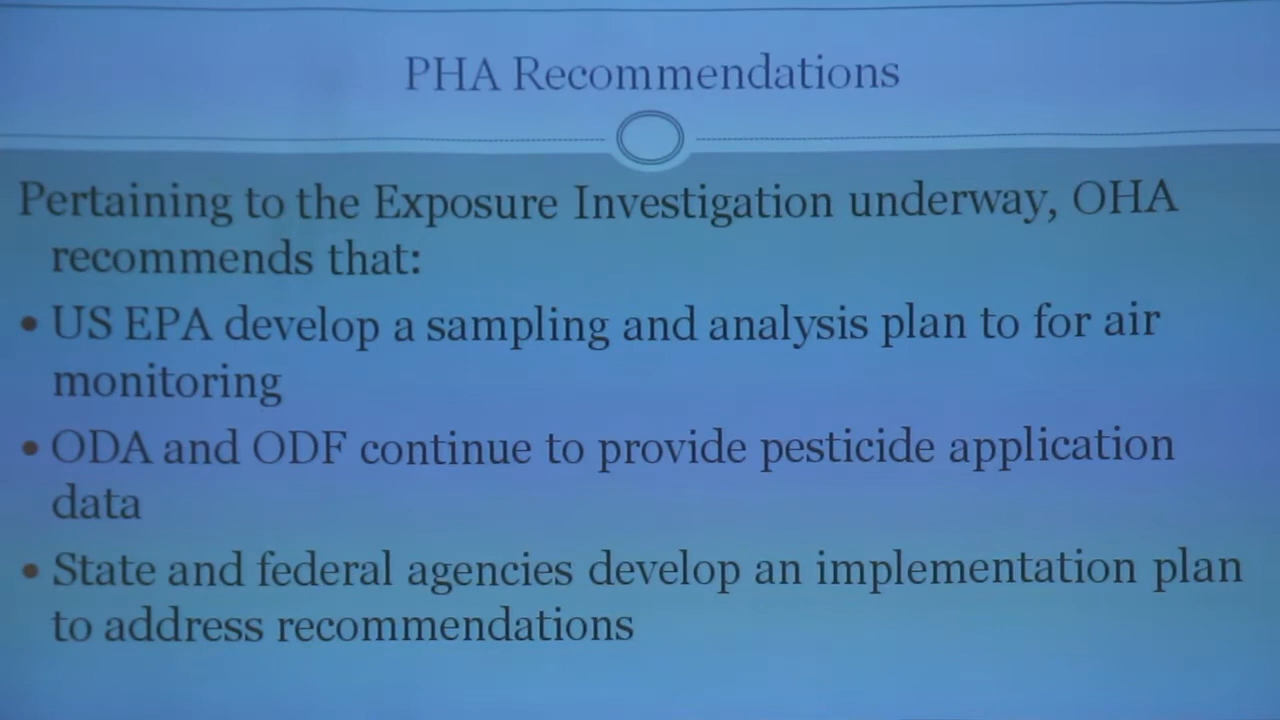 PHA Recommendations
Pertaining to the Exposure Investigation underway, OHA
recommends that:
• US EPA develop a sampling and analysis plan to for air
monitoring
• ODA and ODF continue to provide pesticide application
data
• State and federal agencies develop an implementation plan
to address recommendations